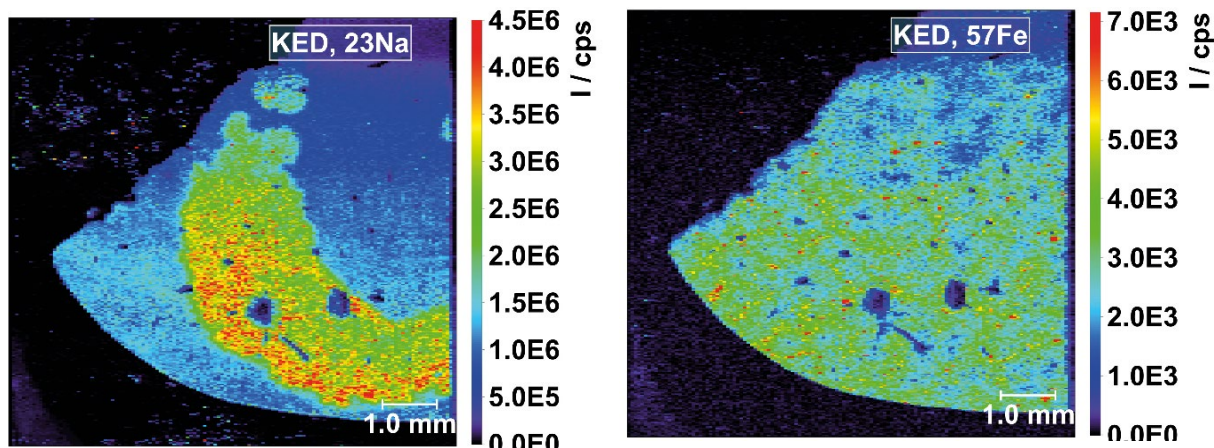 KED, 23Na
4.5E6
4.0E6
3.5E6
3.0E6
2.5E6
2.0E6
1.5E6
1.0E6
5.0E5
0.0E0
I / cps
1.0 mm
KED, 57Fe
7.0E3
6.0E3
5.0E3
4.0E3
3.0E3
2.0E3
1.0E3
0.0E0
I / cps
1.0 mm